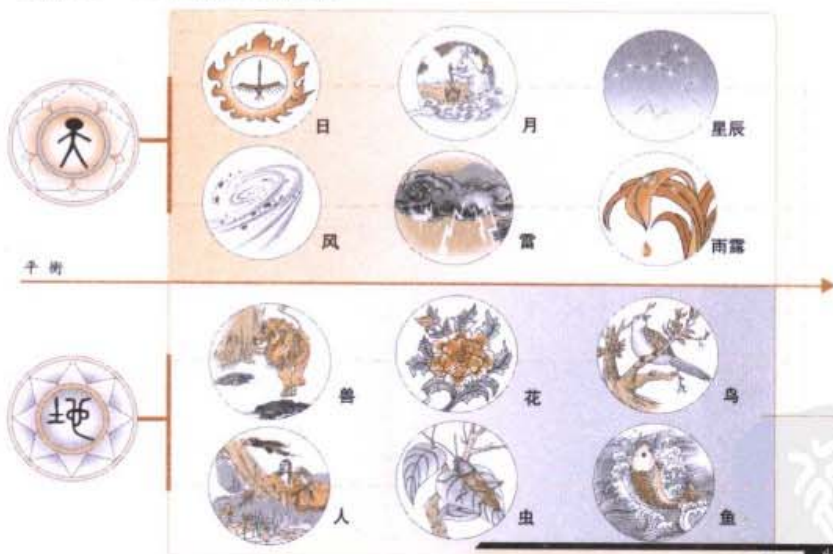 日 月 星辰
风 雷 雨露
平衡
兽 花 鸟
人 虫 鱼